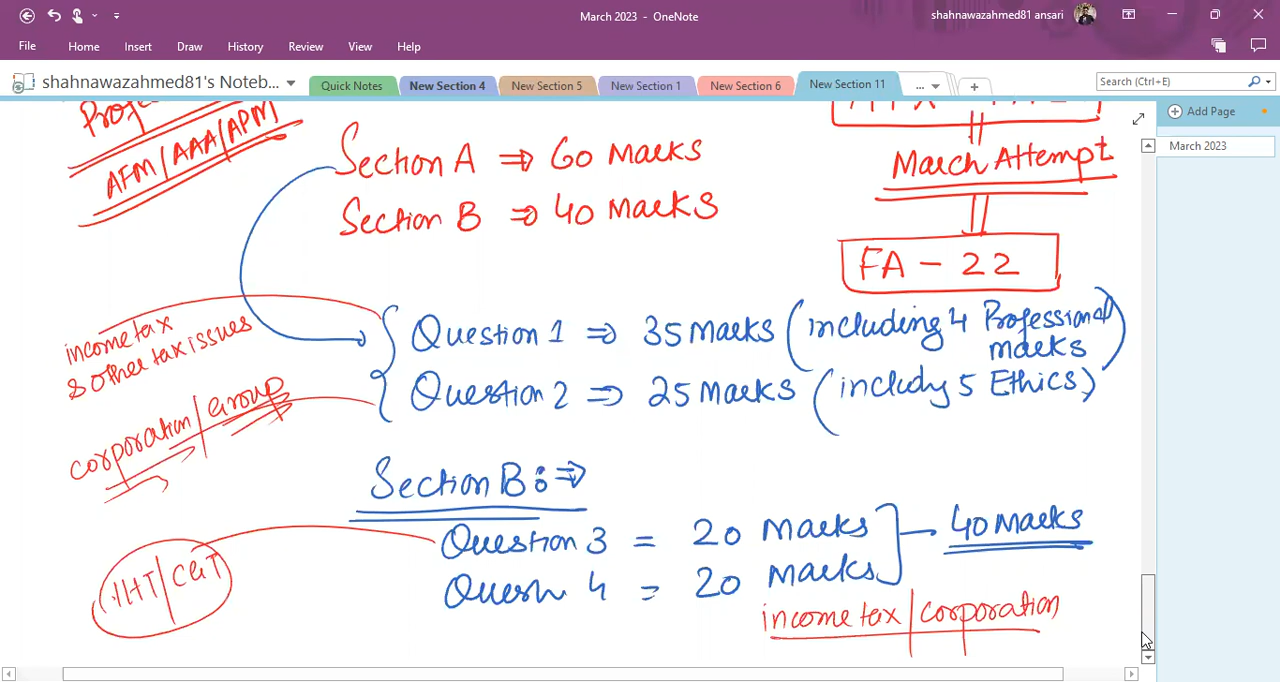 March 2023 - OneNote
shahnawazahmed81 ansari
File Home Insert Draw History Review View Help
shahnawazahmed81's Noteb...
Quick Notes
New Section 4
New Section 5
New Section 1
New Section 6
New Section 11
...
Search (Ctrl+E)
Add Page
March 2023
AFM/AAA/APM
Section A ⇒ 60 Marks
Section B ⇒ 40 Marks
March Attempt
FA - 22
income tax
& other tax issues
corporation/Group
Question 1 ⇒ 35 Marks (including 4 Professional
marks)
Question 2 ⇒ 25 Marks (includy 5 Ethics)
Section B: ⇒
Question 3 = 20 Marks
Quesn 4 = 20 Marks
40 Marks
IHT/CGT
income tax | corporation